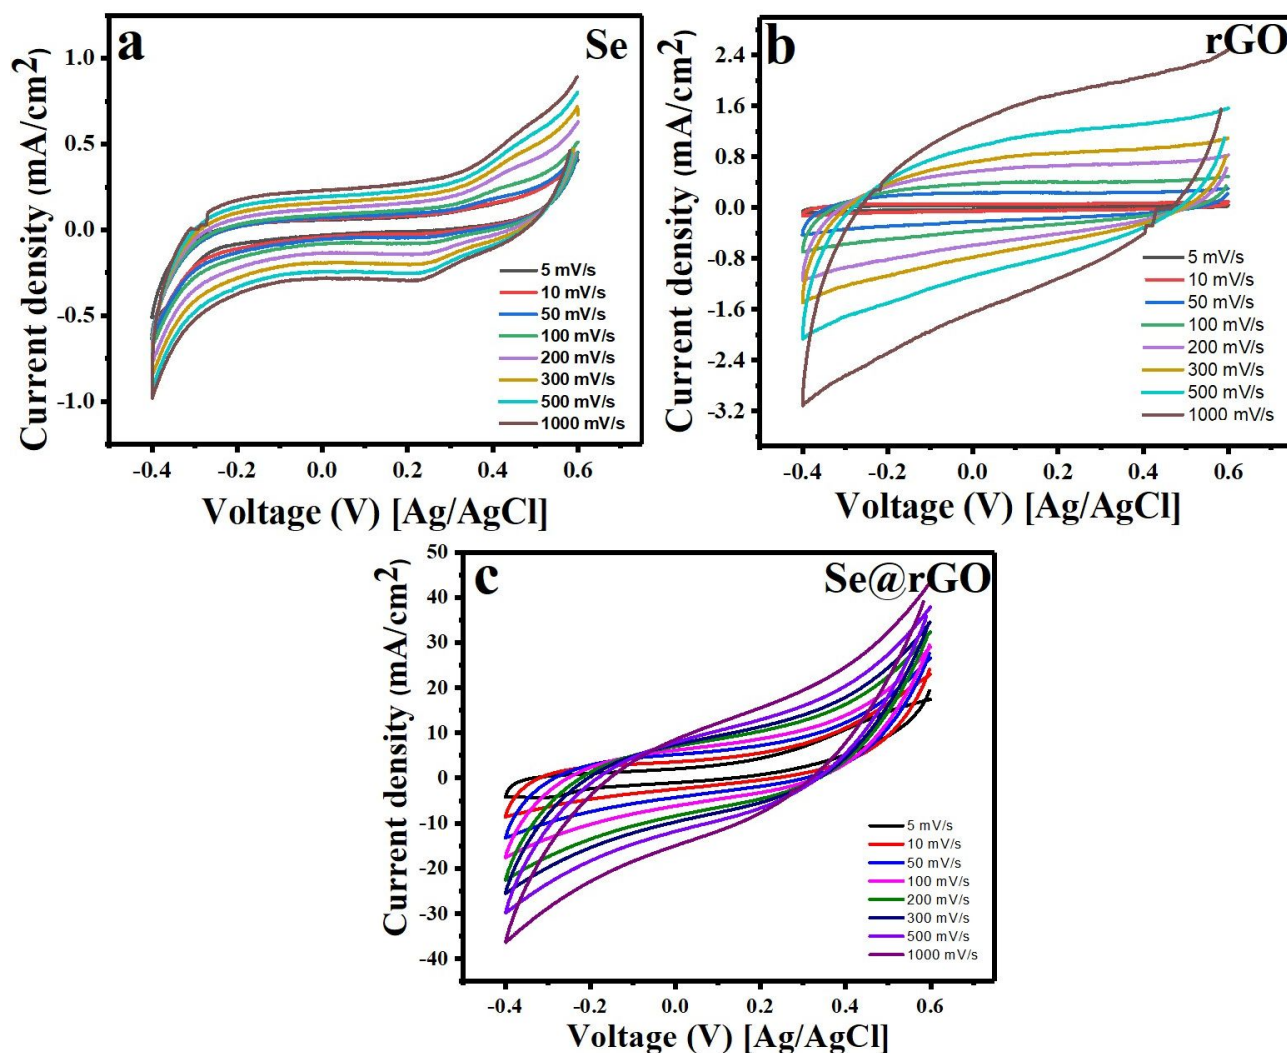 a
Se
Current density (mA/cm²)
1.0
0.5
0.0
-0.5
-1.0
5 mV/s
10 mV/s
50 mV/s
100 mV/s
200 mV/s
300 mV/s
500 mV/s
1000 mV/s
-0.4 -0.2 0.0 0.2 0.4 0.6
Voltage (V) [Ag/AgCl]
b
rGO
Current density (mA/cm²)
2.4
1.6
0.8
0.0
-0.8
-1.6
-2.4
-3.2
5 mV/s
10 mV/s
50 mV/s
100 mV/s
200 mV/s
300 mV/s
500 mV/s
1000 mV/s
-0.4 -0.2 0.0 0.2 0.4 0.6
Voltage (V) [Ag/AgCl]
c
Se@rGO
Current density (mA/cm²)
50
40
30
20
10
0
-10
-20
-30
-40
5 mV/s
10 mV/s
50 mV/s
100 mV/s
200 mV/s
300 mV/s
500 mV/s
1000 mV/s
-0.4 -0.2 0.0 0.2 0.4 0.6
Voltage (V) [Ag/AgCl]